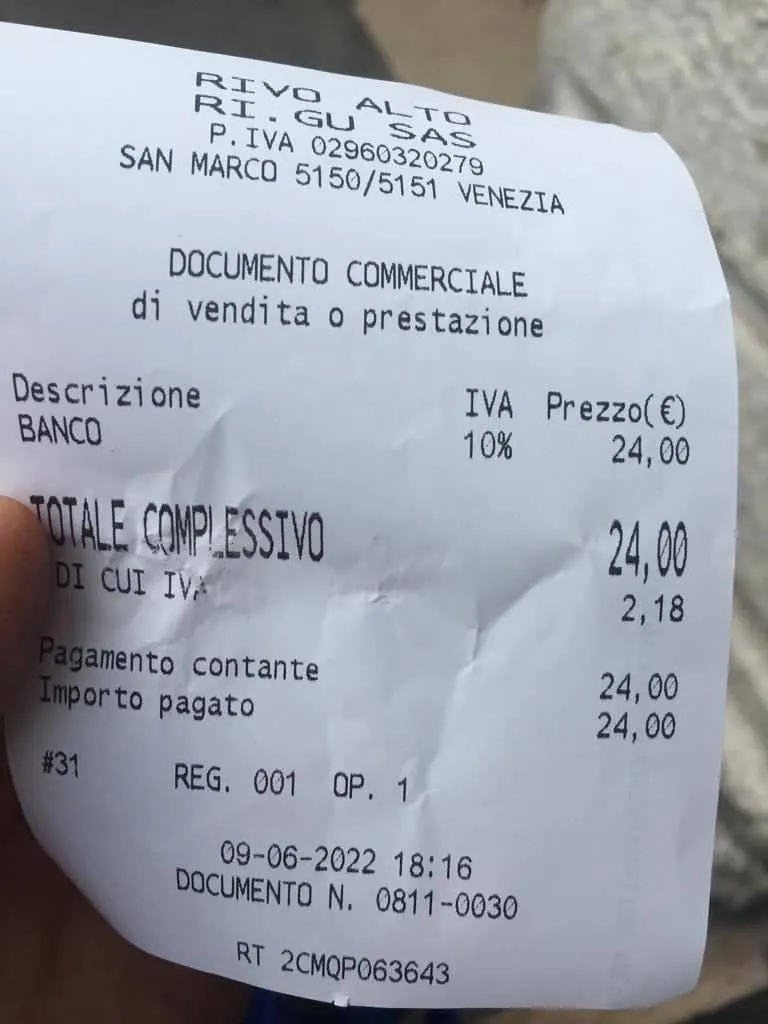 RIVO ALTO
RI.GU SAS
P.IVA 02960320279
SAN MARCO 5150/5151 VENEZIA
DOCUMENTO COMMERCIALE
di vendita o prestazione
Descrizione IVA Prezzo(€)
BANCO 10% 24,00
TOTALE COMPLESSIVO 24,00
DI CUI IVA 2,18
Pagamento contante 24,00
Importo pagato 24,00
#31 REG. 001 OP. 1
09-06-2022 18:16
DOCUMENTO N. 0811-0030
RT 2CMQP063643